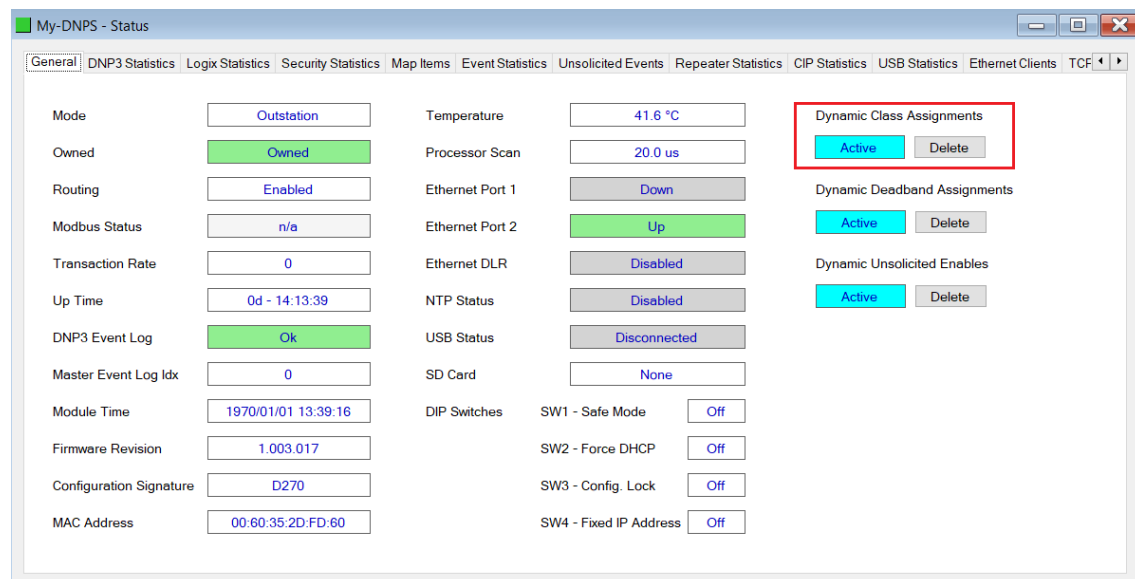 My-DNPS - Status
General DNP3 Statistics Logix Statistics Security Statistics Map Items Event Statistics Unsolicited Events Repeater Statistics CIP Statistics USB Statistics Ethernet Clients TCP
Mode Outstation Temperature 41.6 °C Dynamic Class Assignments
Owned Owned Processor Scan 20.0 us Active Delete
Routing Enabled Ethernet Port 1 Down Dynamic Deadband Assignments
Modbus Status n/a Ethernet Port 2 Up Active Delete
Transaction Rate 0 Ethernet DLR Disabled Dynamic Unsolicited Enables
Up Time 0d - 14:13:39 NTP Status Disabled Active Delete
DNP3 Event Log Ok USB Status Disconnected
Master Event Log Idx 0 SD Card None
Module Time 1970/01/01 13:39:16 DIP Switches SW1 - Safe Mode Off
Firmware Revision 1.003.017 SW2 - Force DHCP Off
Configuration Signature D270 SW3 - Config. Lock Off
MAC Address 00:60:35:2D:FD:60 SW4 - Fixed IP Address Off